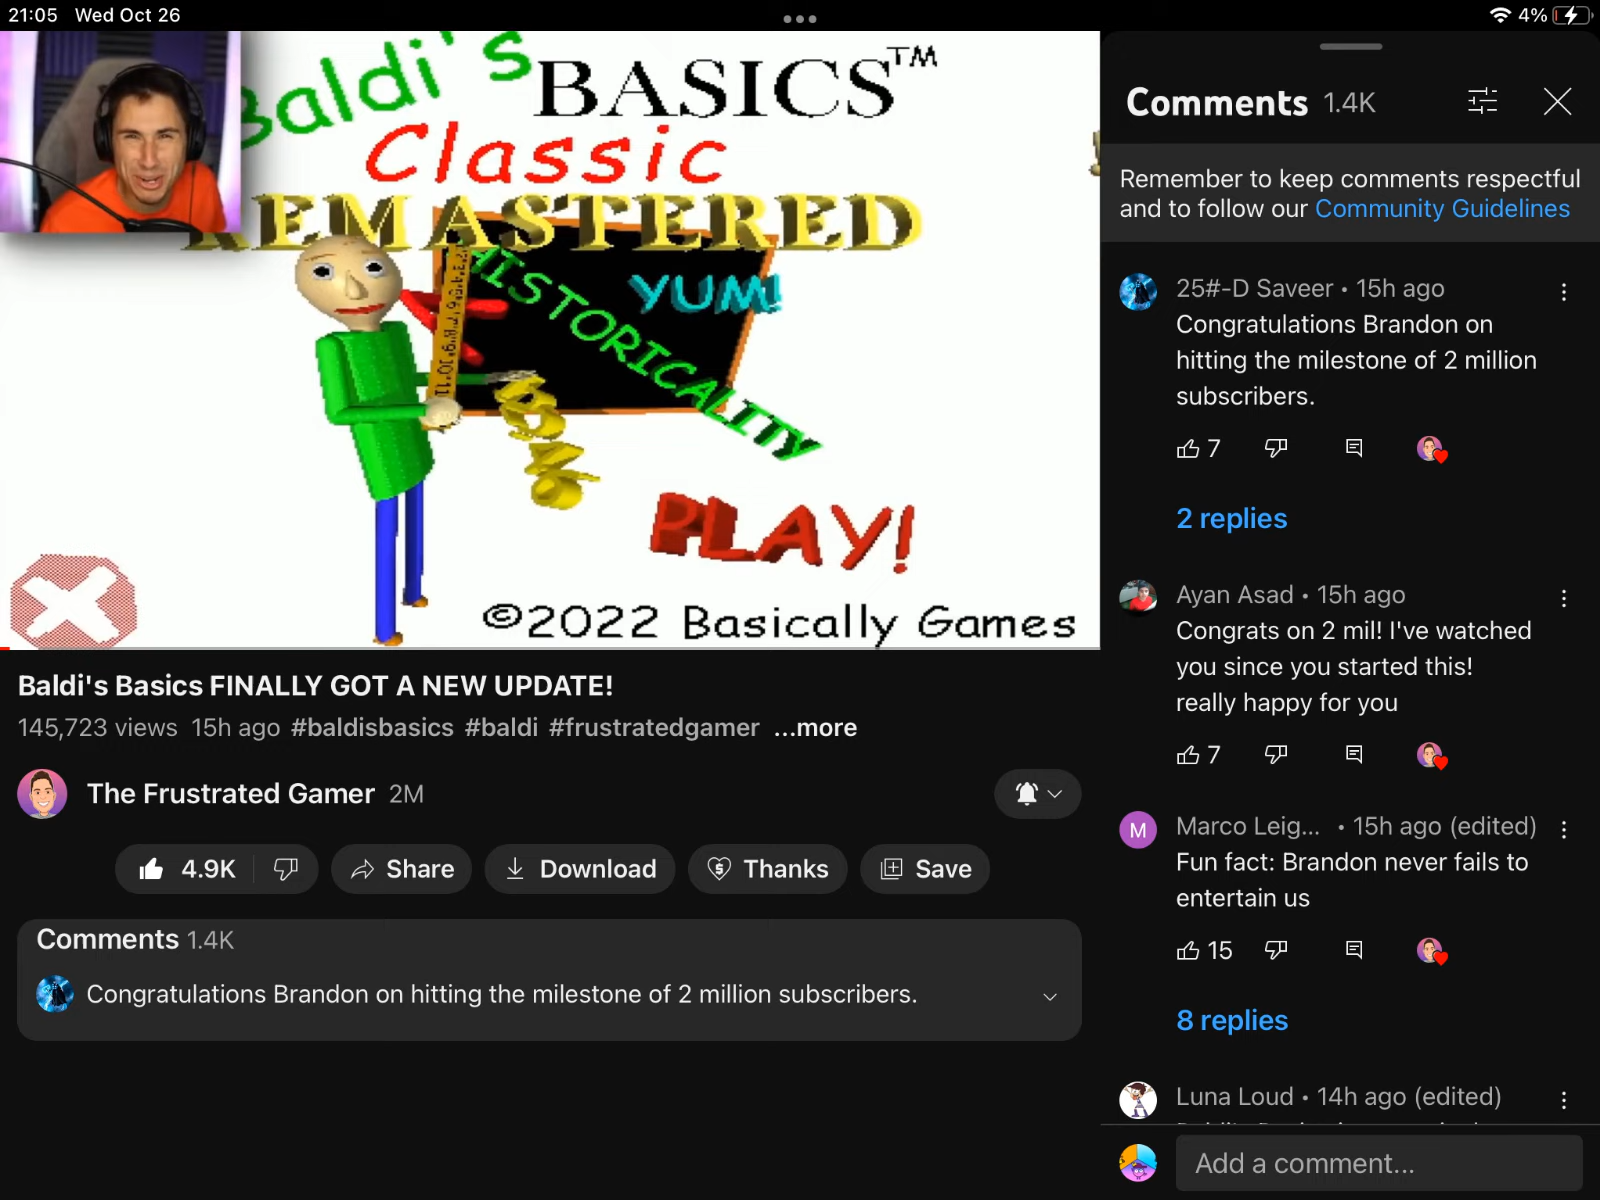 21:05 Wed Oct 26
4%
Baldi's BASICS™
Classic
REMASTERED
HISTORICALITY
YUM!
PLAY!
©2022 Basically Games
Baldi's Basics FINALLY GOT A NEW UPDATE!
145,723 views 15h ago #baldisbasics #baldi #frustratedgamer ...more
The Frustrated Gamer 2M
4.9K
Share
Download
Thanks
Save
Comments 1.4K
Congratulations Brandon on hitting the milestone of 2 million subscribers.
Comments 1.4K
Remember to keep comments respectful
and to follow our Community Guidelines
25#-D Saveer • 15h ago
Congratulations Brandon on
hitting the milestone of 2 million
subscribers.
7
2 replies
Ayan Asad • 15h ago
Congrats on 2 mil! I've watched
you since you started this!
really happy for you
7
M
Marco Leig... • 15h ago (edited)
Fun fact: Brandon never fails to
entertain us
15
8 replies
Luna Loud • 14h ago (edited)
Add a comment...